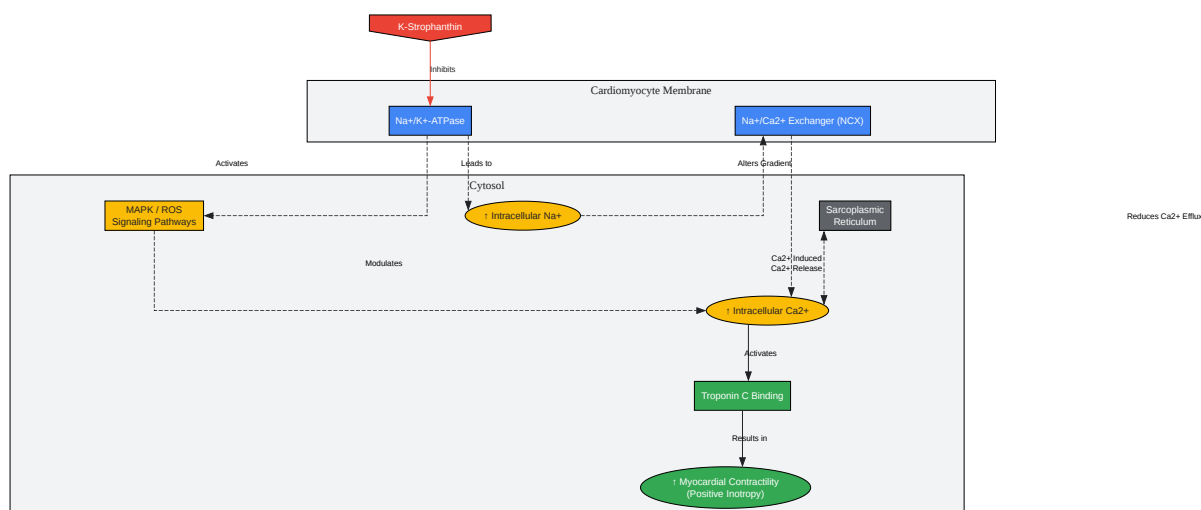 K-Strophanthin
Inhibits
Cardiomyocyte Membrane
Na+/K+-ATPase
Na+/Ca2+ Exchanger (NCX)
Activates
Leads to
Alters Gradient
Cytosol
MAPK / ROS
Signaling Pathways
↑ Intracellular Na+
Sarcoplasmic
Reticulum
Reduces Ca2+ Efflux
Modulates
Ca2+ Induced
Ca2+ Release
↑ Intracellular Ca2+
Activates
Troponin C Binding
Results in
↑ Myocardial Contractility
(Positive Inotropy)